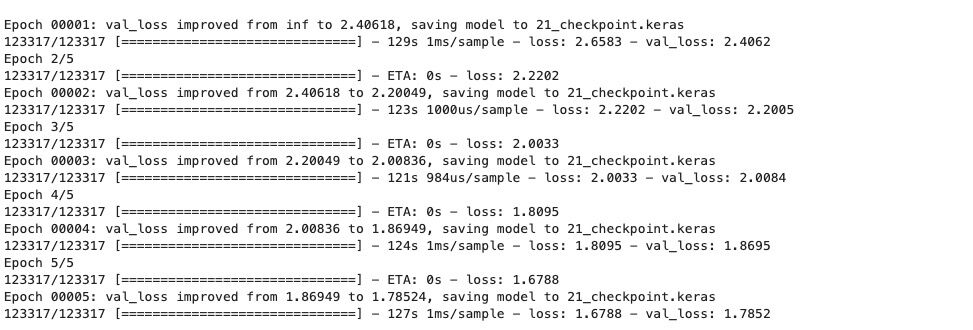 Epoch 00001: val_loss improved from inf to 2.40618, saving model to 21_checkpoint.keras
123317/123317 [==============================] - 129s 1ms/sample - loss: 2.6583 - val_loss: 2.4062
Epoch 2/5
123317/123317 [==============================] - ETA: 0s - loss: 2.2202
Epoch 00002: val_loss improved from 2.40618 to 2.20049, saving model to 21_checkpoint.keras
123317/123317 [==============================] - 123s 1000us/sample - loss: 2.2202 - val_loss: 2.2005
Epoch 3/5
123317/123317 [==============================] - ETA: 0s - loss: 2.0033
Epoch 00003: val_loss improved from 2.20049 to 2.00836, saving model to 21_checkpoint.keras
123317/123317 [==============================] - 121s 984us/sample - loss: 2.0033 - val_loss: 2.0084
Epoch 4/5
123317/123317 [==============================] - ETA: 0s - loss: 1.8095
Epoch 00004: val_loss improved from 2.00836 to 1.86949, saving model to 21_checkpoint.keras
123317/123317 [==============================] - 124s 1ms/sample - loss: 1.8095 - val_loss: 1.8695
Epoch 5/5
123317/123317 [==============================] - ETA: 0s - loss: 1.6788
Epoch 00005: val_loss improved from 1.86949 to 1.78524, saving model to 21_checkpoint.keras
123317/123317 [==============================] - 127s 1ms/sample - loss: 1.6788 - val_loss: 1.7852